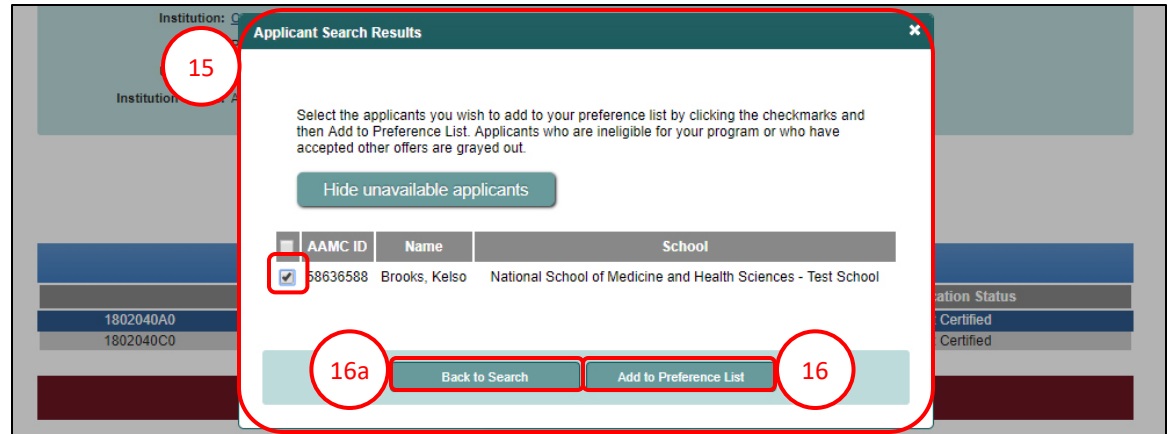 Institution:
Applicant Search Results
15
Institution
Select the applicants you wish to add to your preference list by clicking the checkmarks and
then Add to Preference List. Applicants who are ineligible for your program or who have
accepted other offers are grayed out.
Hide unavailable applicants
AAMC ID Name School
58636588 Brooks, Kelso National School of Medicine and Health Sciences - Test School
ation Status
1802040A0 Certified
1802040C0 Certified
16a Back to Search Add to Preference List 16